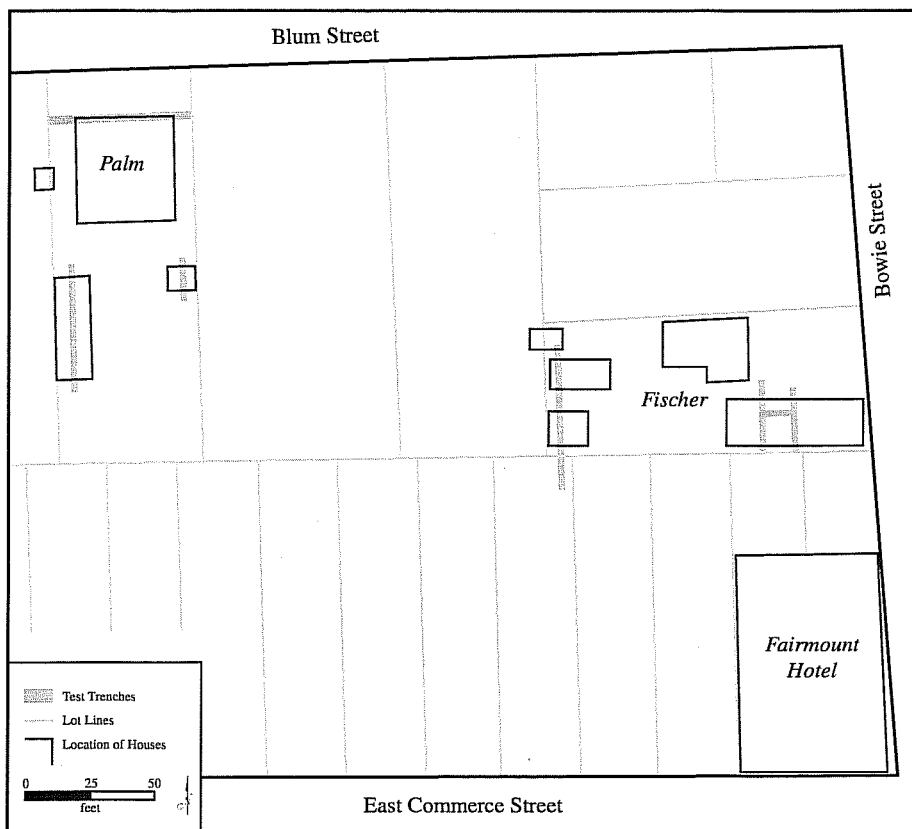 Blum Street
Palm
Bowie Street
Fischer
Fairmount
Hotel
Test Trenches
Lot Lines
Location of Houses
0 25 50
feet
East Commerce Street